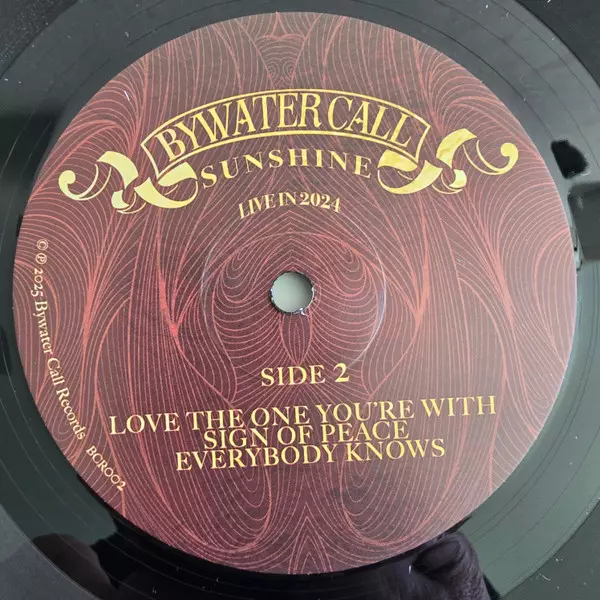 BYWATER CALL
SUNSHINE
LIVE IN 2024
SIDE 2
LOVE THE ONE YOU'RE WITH
SIGN OF PEACE
EVERYBODY KNOWS
© ℗ 2025 Bywater Call Records BCR002